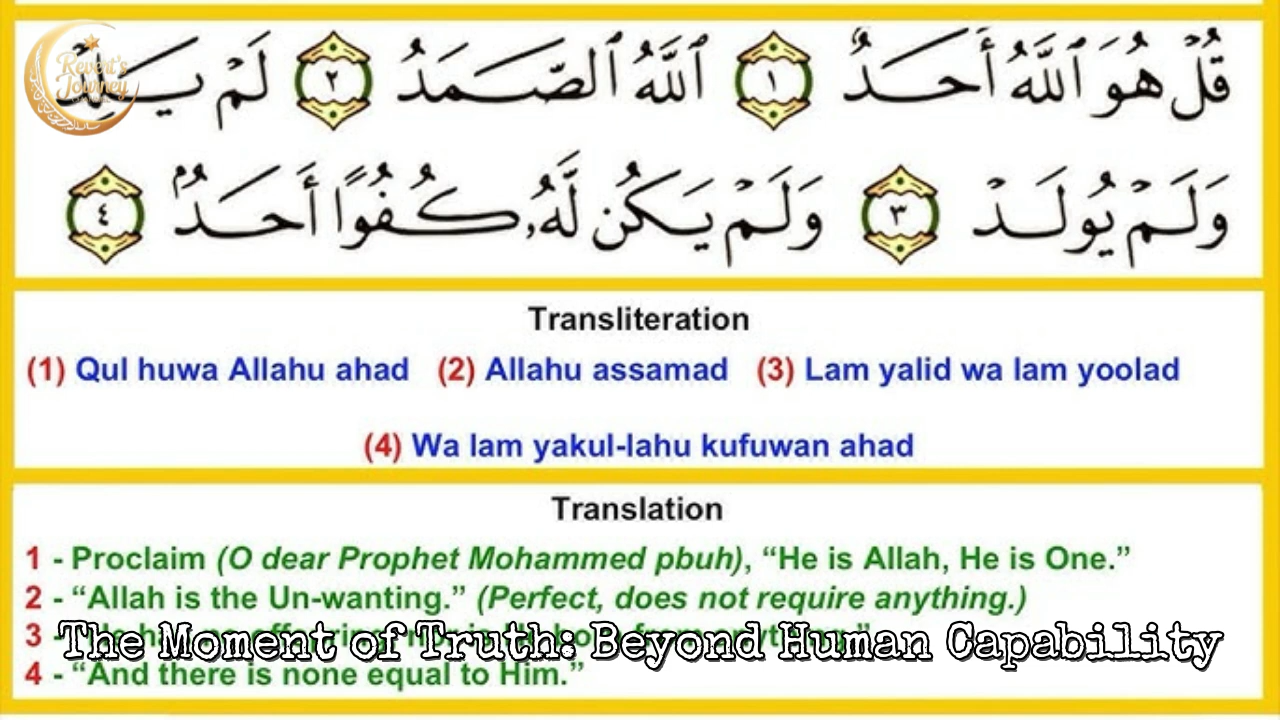 Revert's
Journey
قُلْ هُوَ ٱللَّهُ أَحَدٌ ١ ٱللَّهُ ٱلصَّمَدُ ٢ لَمْ
وَلَمْ يُولَدْ ٣ وَلَمْ يَكُن لَّهُۥ كُفُوًا أَحَدٌۢ ٤
Transliteration
(1) Qul huwa Allahu ahad (2) Allahu assamad (3) Lam yalid wa lam yoolad
(4) Wa lam yakul-lahu kufuwan ahad
Translation
1 - Proclaim (O dear Prophet Mohammed pbuh), “He is Allah, He is One.”
2 - “Allah is the Un-wanting.” (Perfect, does not require anything.)
3 -
The Moment of Truth: Beyond Human Capability
4 - “And there is none equal to Him.”